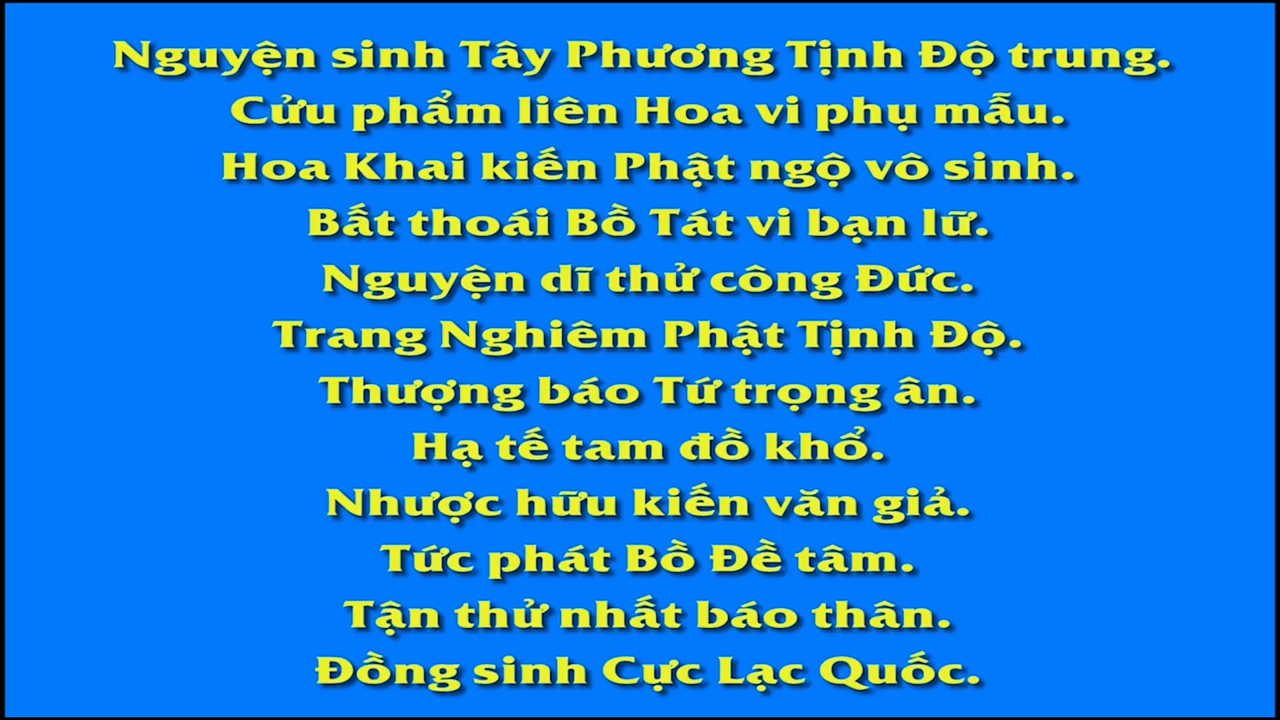 Nguyện sinh Tây Phương Tịnh Độ trung.
Cửu phẩm liên Hoa vi phụ mẫu.
Hoa Khai kiến Phật ngộ vô sinh.
Bất thoái Bồ Tát vi bạn lữ.
Nguyện dĩ thử công Đức.
Trang Nghiêm Phật Tịnh Độ.
Thượng báo Tứ trọng ân.
Hạ tế tam đồ khổ.
Nhược hữu kiến văn giả.
Tức phát Bồ Đề tâm.
Tận thử nhất báo thân.
Đồng sinh Cực Lạc Quốc.